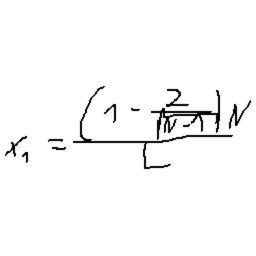 x₁ = ((1 - 2/√(N-1))N)/L